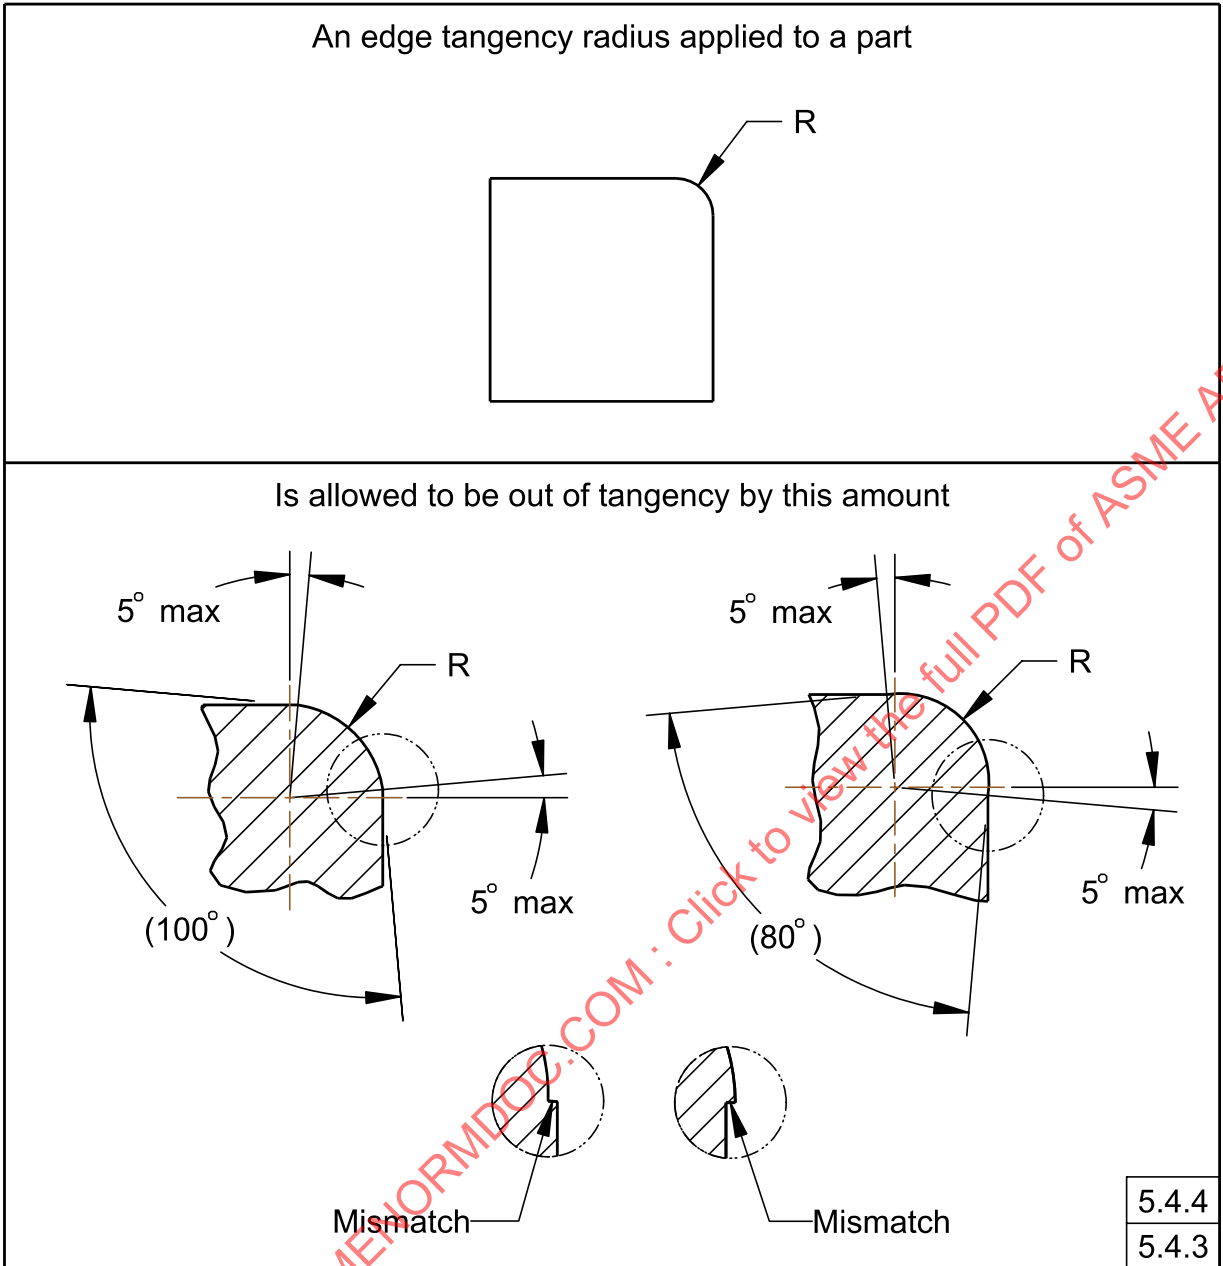 An edge tangency radius applied to a part
R
Is allowed to be out of tangency by this amount
5° max
5° max
R
R
5° max
5° max
(100°)
(80°)
Mismatch
Mismatch
5.4.4
5.4.3
MENORMDOC.COM : Click to view the full PDF of ASME